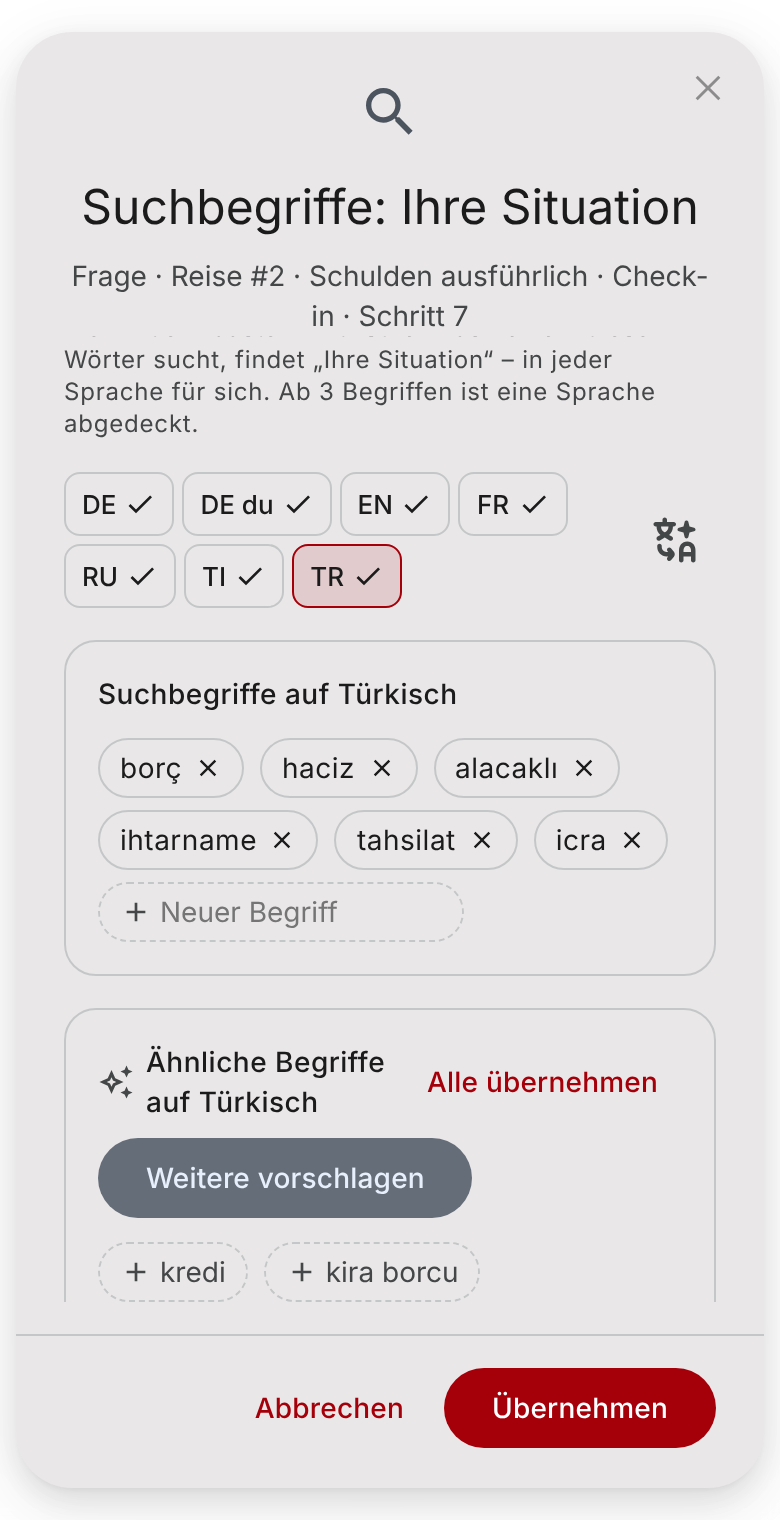 Suchbegriffe: Ihre Situation
Frage · Reise #2 · Schulden ausführlich · Check-
in · Schritt 7
Wörter sucht, findet „Ihre Situation“ – in jeder
Sprache für sich. Ab 3 Begriffen ist eine Sprache
abgedeckt.
DE
DE du
EN
FR
RU
TI
TR
Suchbegriffe auf Türkisch
borç
haciz
alacaklı
ihtarname
tahsilat
icra
Neuer Begriff
Ähnliche Begriffe
auf Türkisch
Alle übernehmen
Weitere vorschlagen
kredi
kira borcu
Abbrechen
Übernehmen